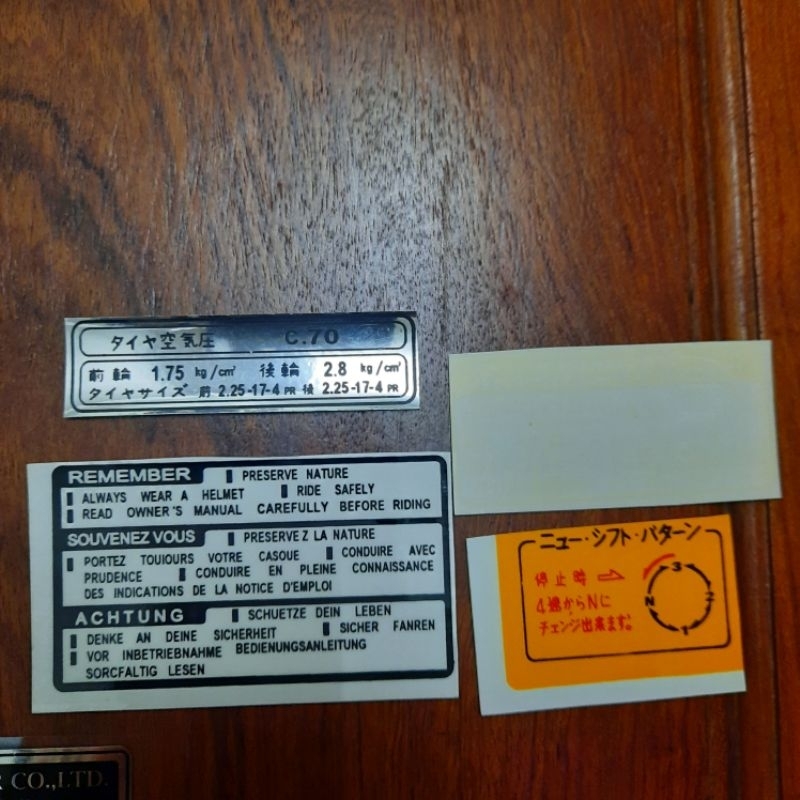 タイヤ空気圧 C.70
前輪 1.75 kg/cm² 後輪 2.8 kg/cm²
タイヤサイズ 前 2.25-17-4 PR 後 2.25-17-4 PR
REMEMBER PRESERVE NATURE
ALWAYS WEAR A HELMET RIDE SAFELY
READ OWNER'S MANUAL CAREFULLY BEFORE RIDING
SOUVENEZ VOUS PRESERVE Z LA NATURE
PORTEZ TOUIOURS VOTRE CASOUE CONDUIRE AVEC
PRUDENCE CONDUIRE EN PLEINE CONNAISSANCE
DES INDICATIONS DE LA NOTICE D'EMPLOI
ACHTUNG SCHUETZE DEIN LEBEN
DENKE AN DEINE SICHERHEIT SICHER FAHREN
VOR INBETRIEBNAHME BEDIENUNGSANLEITUNG
SORCFALTIG LESEN
ニュー・シフト・パターン
停止時 ⇨
4速からNに
チェンジ出来ます。
3
N 2
1
R CO.,LTD.